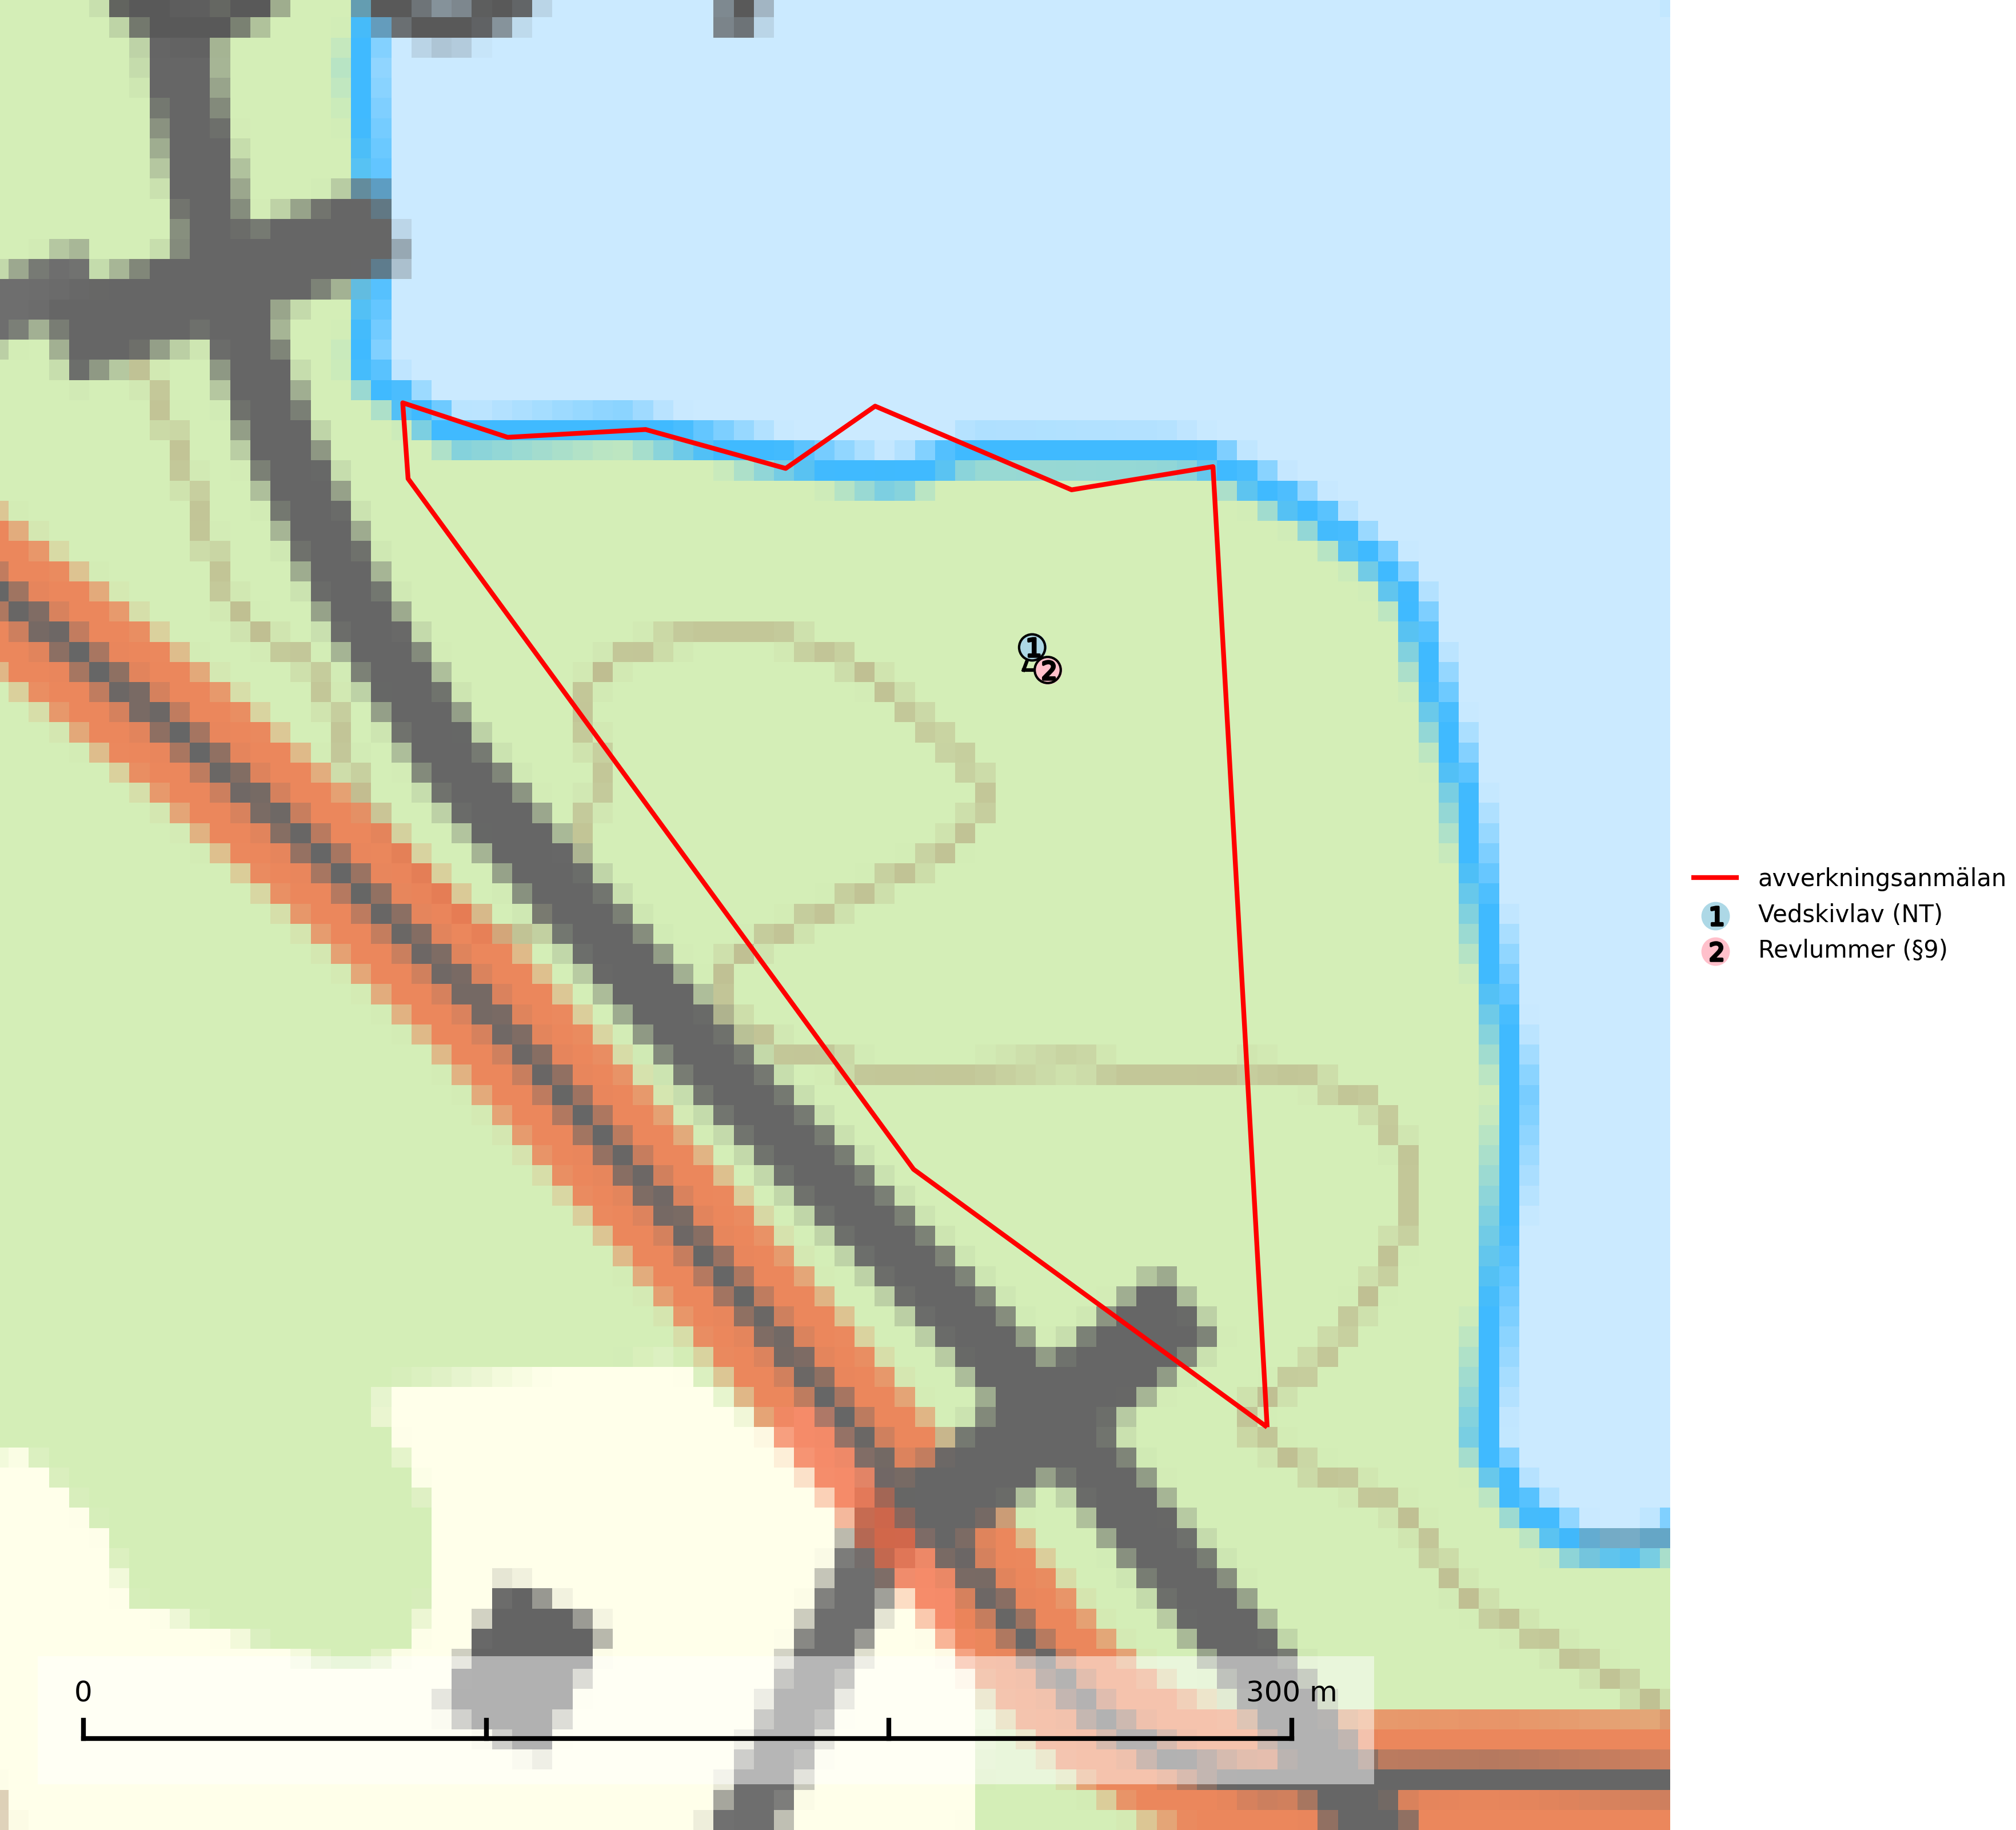 1
2
avverkningsanmälan
1 Vedskivlav (NT)
2 Revlummer (§9)
0 300 m